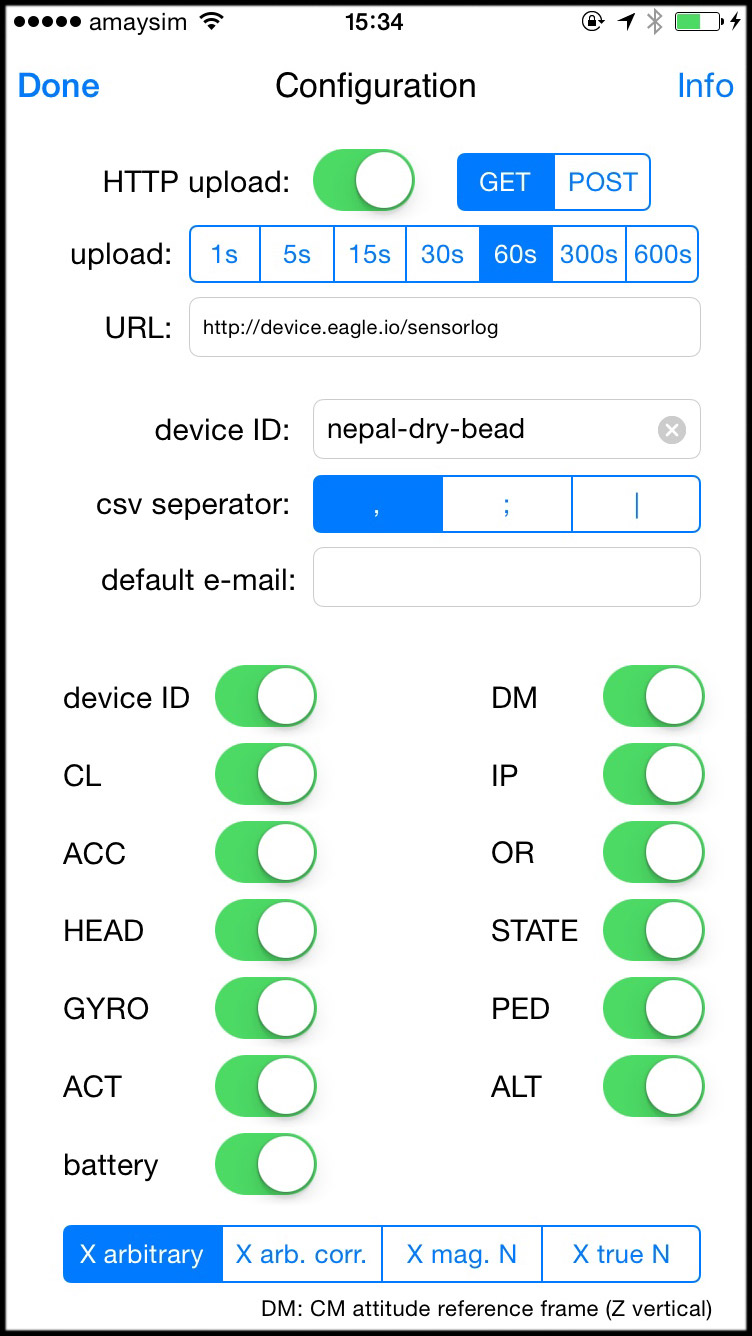 amaysim 15:34
Done Configuration Info
HTTP upload: GET POST
upload: 1s 5s 15s 30s 60s 300s 600s
URL: http://device.eagle.io/sensorlog
device ID: nepal-dry-bead
csv seperator: , ; |
default e-mail:
device ID DM
CL IP
ACC OR
HEAD STATE
GYRO PED
ACT ALT
battery
X arbitrary X arb. corr. X mag. N X true N
DM: CM attitude reference frame (Z vertical)